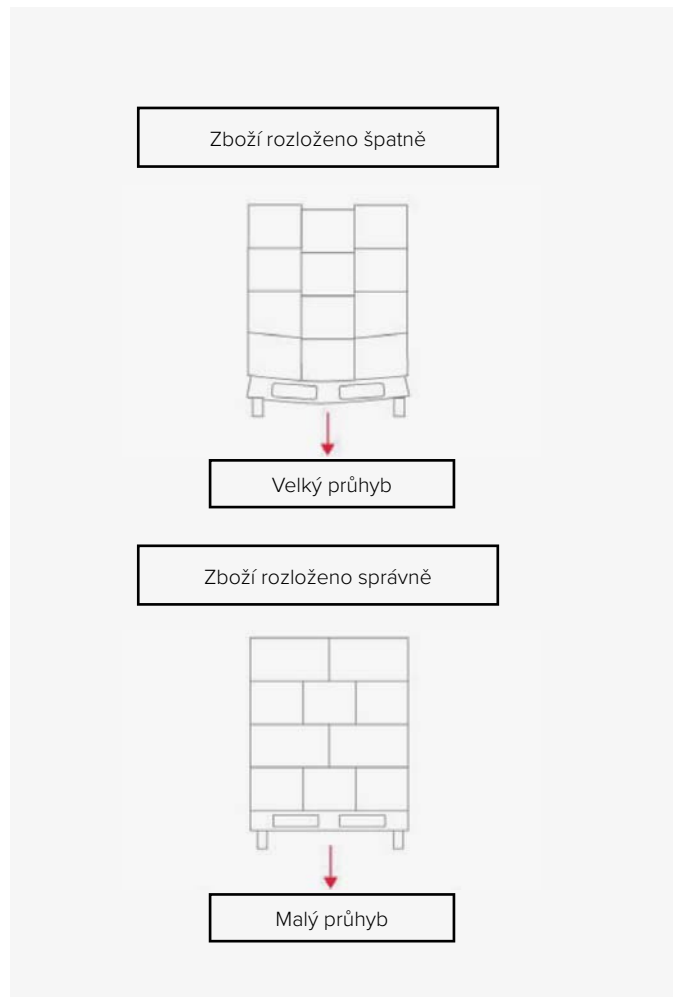 Zboží rozloženo špatně
Velký průhyb
Zboží rozloženo správně
Malý průhyb